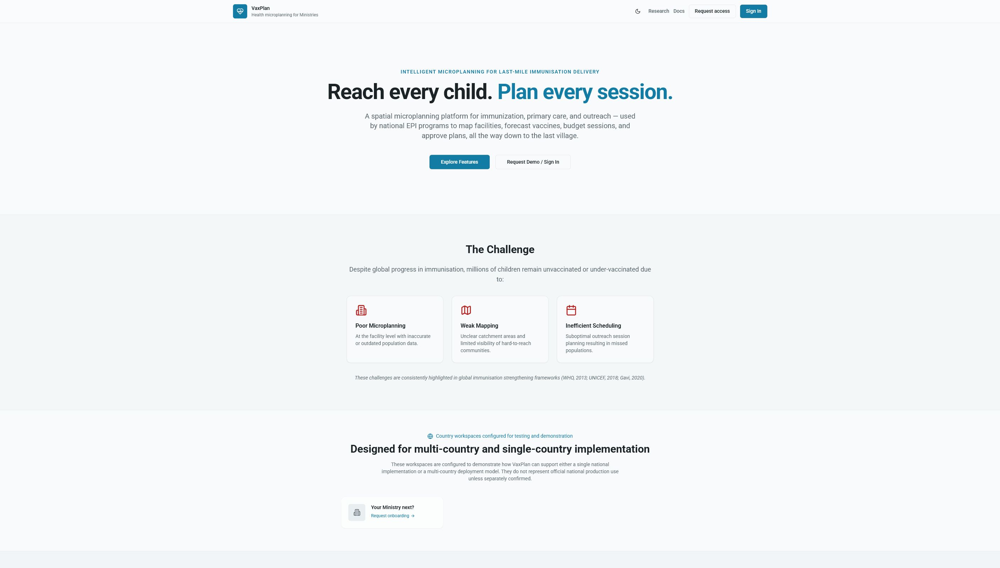 VaxPlan
Health microplanning for Ministries
Research
Docs
Request access
Sign In
INTELLIGENT MICROPLANNING FOR LAST-MILE IMMUNISATION DELIVERY
Reach every child. Plan every session.
A spatial microplanning platform for immunization, primary care, and outreach — used
by national EPI programs to map facilities, forecast vaccines, budget sessions, and
approve plans, all the way down to the last village.
Explore Features
Request Demo / Sign In
The Challenge
Despite global progress in immunisation, millions of children remain unvaccinated or under-vaccinated due
to:
Poor Microplanning
At the facility level with inaccurate
or outdated population data.
Weak Mapping
Unclear catchment areas and
limited visibility of hard-to-reach
communities.
Inefficient Scheduling
Suboptimal outreach session
planning resulting in missed
populations.
These challenges are consistently highlighted in global immunisation strengthening frameworks (WHO, 2013; UNICEF, 2018; Gavi, 2020).
Country workspaces configured for testing and demonstration
Designed for multi-country and single-country implementation
These workspaces are configured to demonstrate how VaxPlan can support either a single national
implementation or a multi-country deployment model. They do not represent official national production use
unless separately confirmed.
Your Ministry next?
Request onboarding →